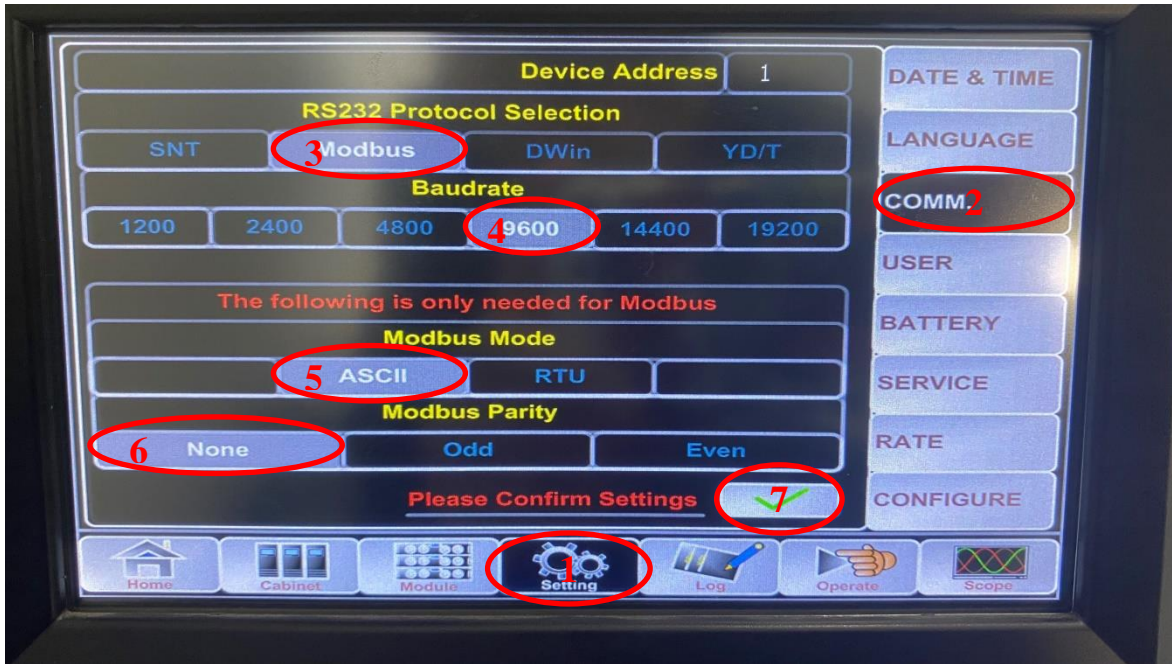 Device Address 1
DATE & TIME
RS232 Protocol Selection
LANGUAGE
SNT 3 Modbus DWin YD/T
Baudrate
COMM. 2
1200 2400 4800 4 9600 14400 19200
USER
The following is only needed for Modbus
BATTERY
Modbus Mode
5 ASCII RTU
SERVICE
Modbus Parity
RATE
6 None Odd Even
Please Confirm Settings 7
CONFIGURE
1
Home Cabinet Module Setting Log Operate Scope